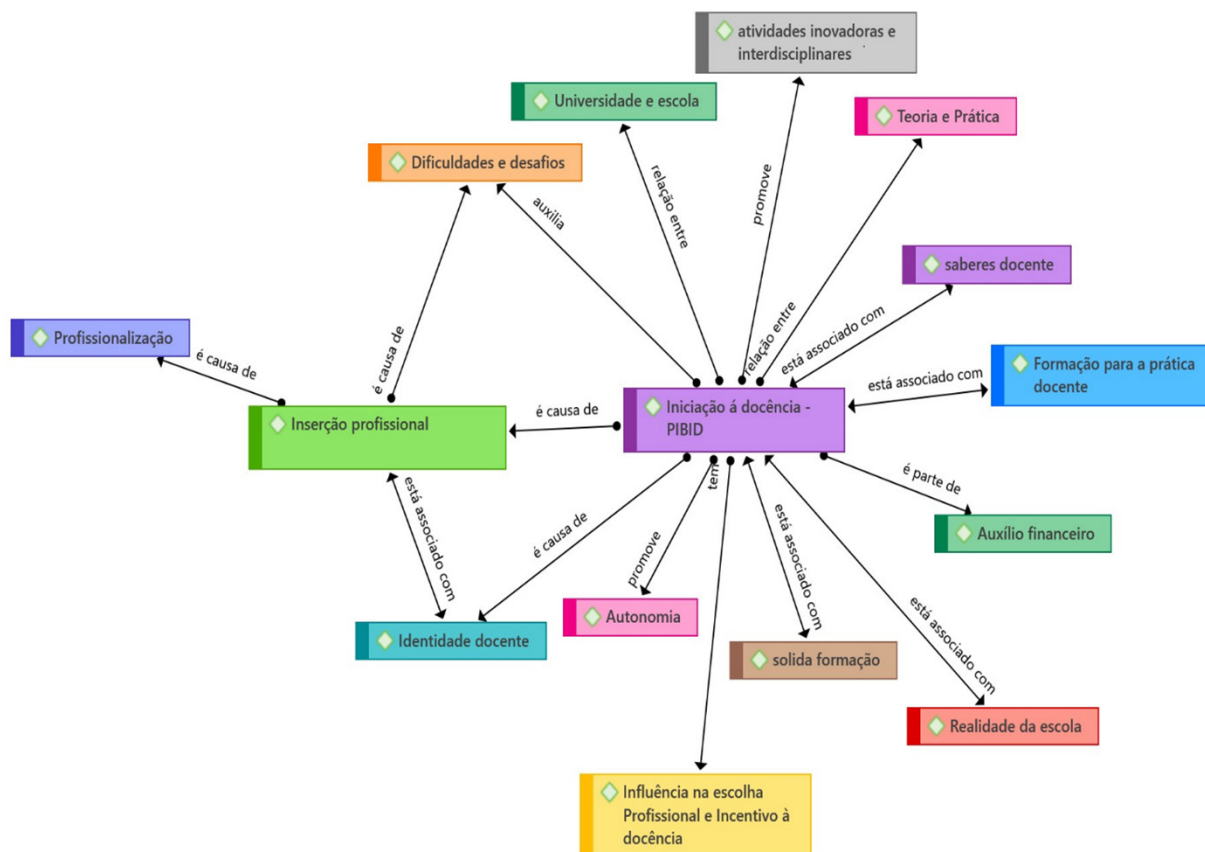 atividades inovadoras e
interdisciplinares
Universidade e escola
Teoria e Prática
Dificuldades e desafios
auxilia
relação entre
promove
relação entre
saberes docente
está associado com
Profissionalização
é causa de
é causa de
Formação para a prática
docente
está associado com
Inserção profissional
é causa de
Iniciação á docência -
PIBID
é parte de
Auxílio financeiro
está associado com
é causa de
promove
tem
está associado com
está associado com
Autonomia
Identidade docente
solida formação
Realidade da escola
Influência na escolha
Profissional e Incentivo à
docência